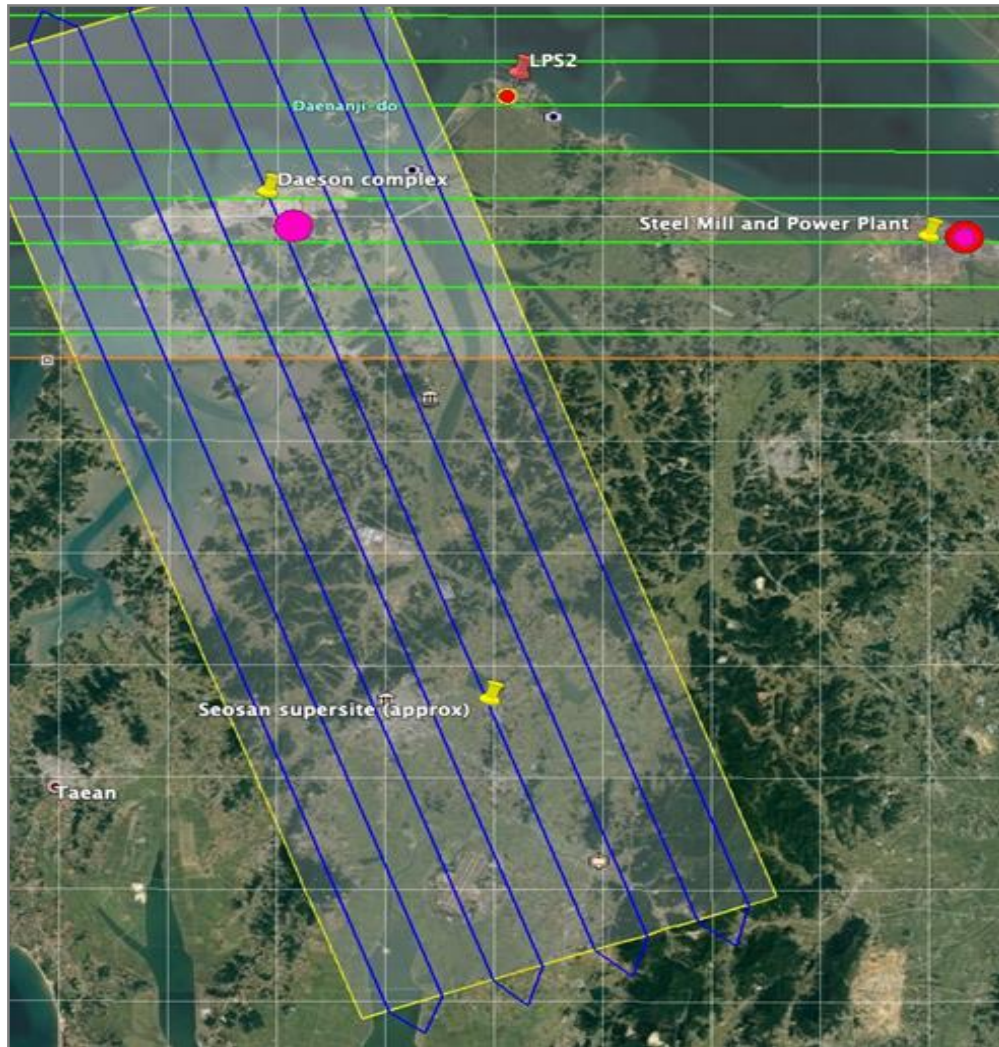 LPS2
Daenanji-do
Daeson complex
Steel Mill and Power Plant
Seosan supersite (approx)
Taean